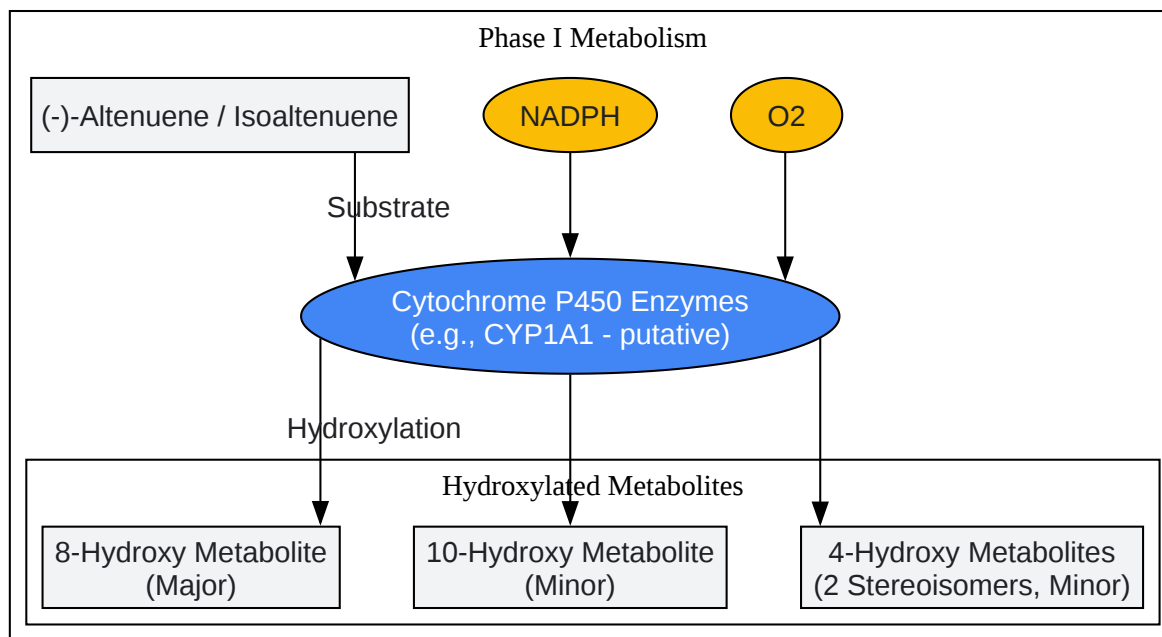 Phase I Metabolism
(-)-Altenuene / Isoaltenuene
NADPH
O2
Substrate
Cytochrome P450 Enzymes
(e.g., CYP1A1 - putative)
Hydroxylation
Hydroxylated Metabolites
8-Hydroxy Metabolite
(Major)
10-Hydroxy Metabolite
(Minor)
4-Hydroxy Metabolites
(2 Stereoisomers, Minor)